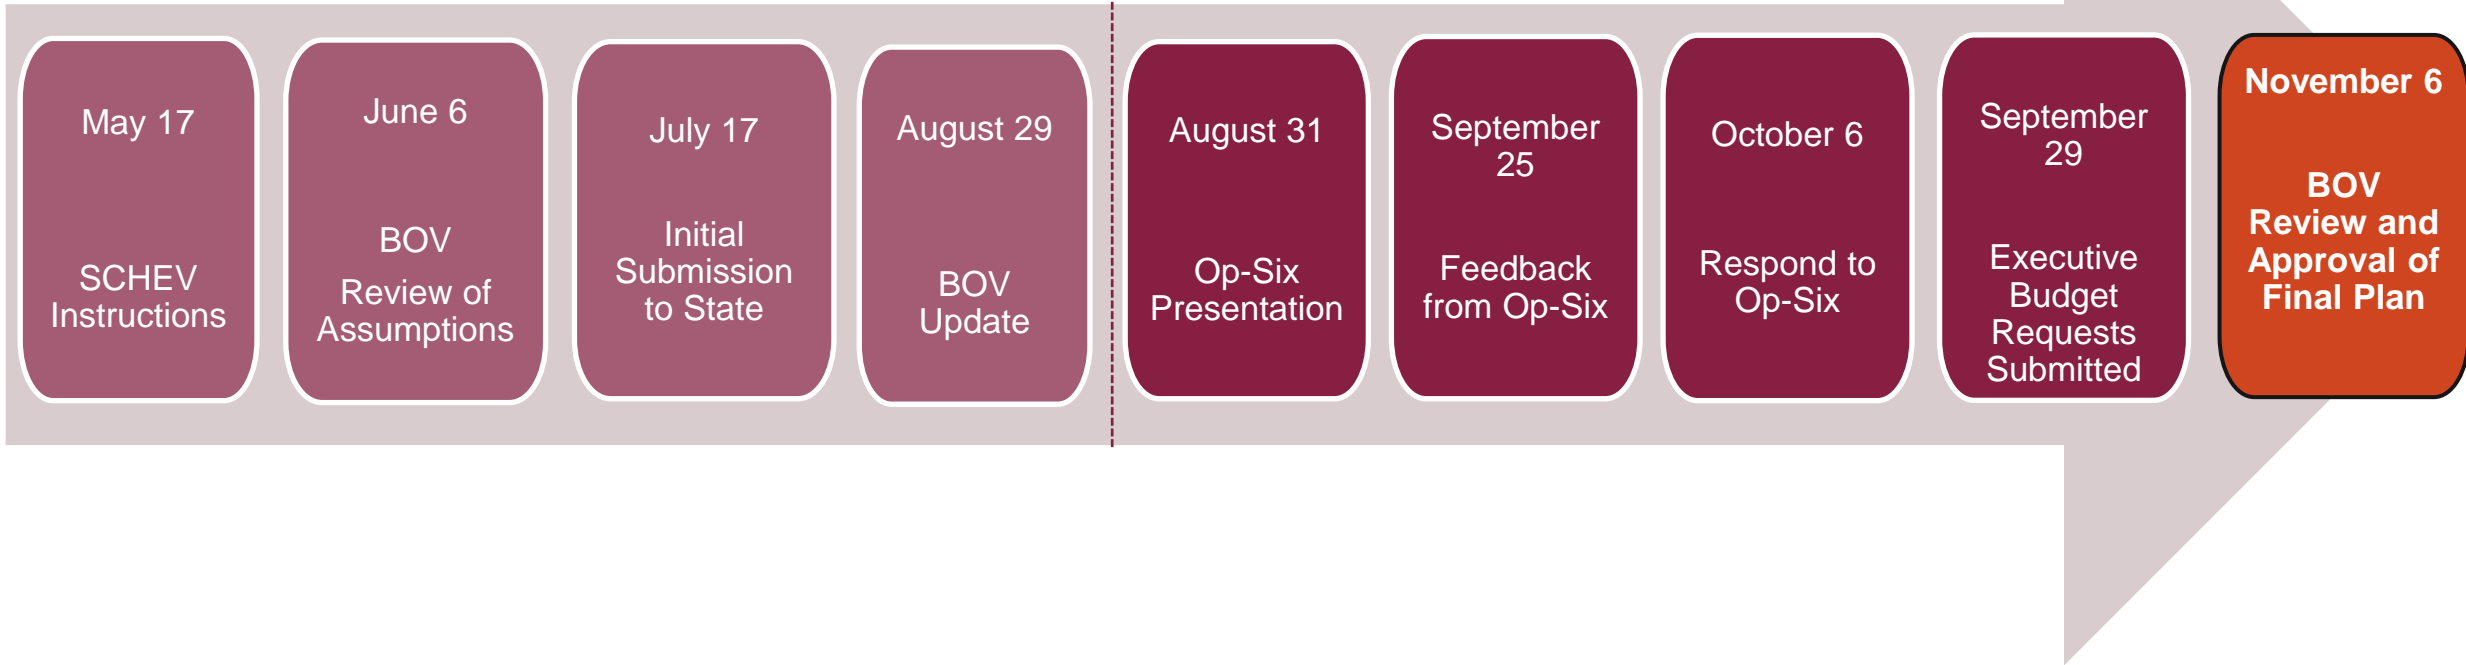 May 17
SCHEV
Instructions
June 6
BOV
Review of
Assumptions
July 17
Initial
Submission
to State
August 29
BOV
Update
August 31
Op-Six
Presentation
September
25
Feedback
from Op-Six
October 6
Respond to
Op-Six
September
29
Executive
Budget
Requests
Submitted
November 6
BOV
Review and
Approval of
Final Plan